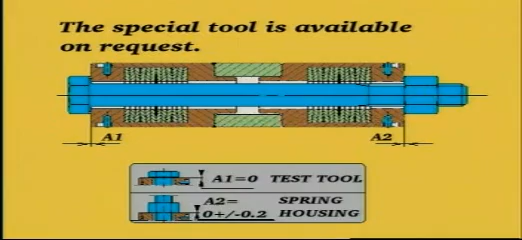 The special tool is available
on request.
A1 A2
A1=0 TEST TOOL
A2= SPRING
0+/-0.2 HOUSING